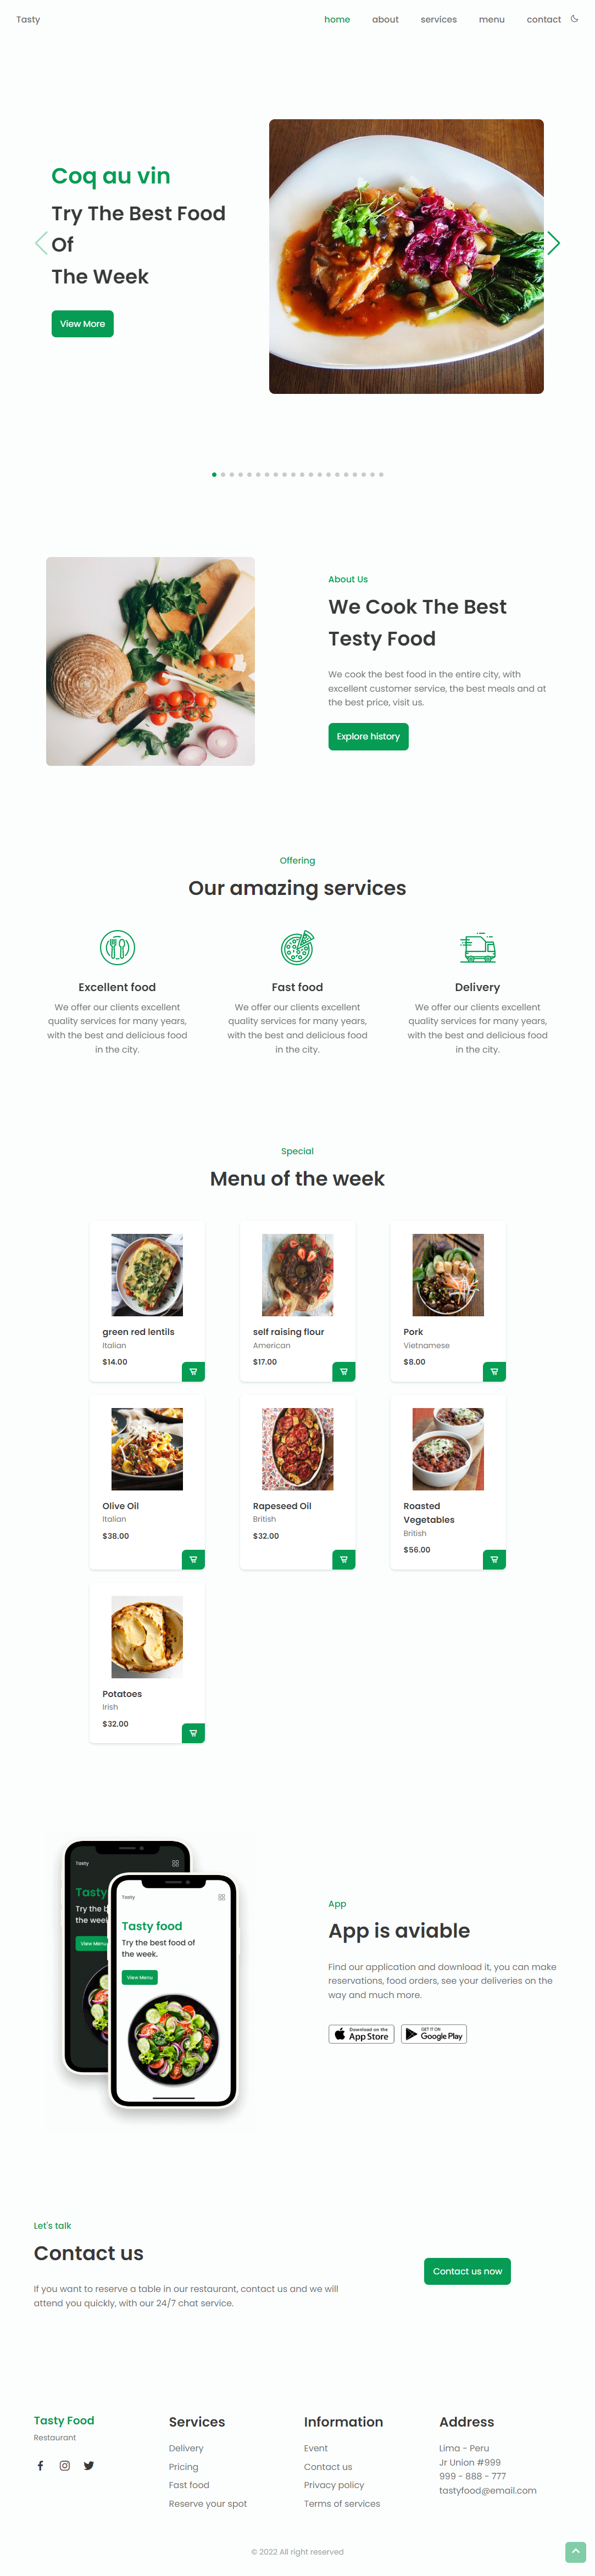 Tasty
home about services menu contact
Coq au vin
Try The Best Food
Of
The Week
View More
About Us
We Cook The Best
Testy Food
We cook the best food in the entire city, with
excellent customer service, the best meals and at
the best price, visit us.
Explore history
Offering
Our amazing services
Excellent food
We offer our clients excellent
quality services for many years,
with the best and delicious food
in the city.
Fast food
We offer our clients excellent
quality services for many years,
with the best and delicious food
in the city.
Delivery
We offer our clients excellent
quality services for many years,
with the best and delicious food
in the city.
Special
Menu of the week
green red lentils
Italian
$14.00
self raising flour
American
$17.00
Pork
Vietnamese
$8.00
Olive Oil
Italian
$38.00
Rapeseed Oil
British
$32.00
Roasted
Vegetables
British
$56.00
Potatoes
Irish
$32.00
Tasty
Tasty
Try the b
the week
View Menu
Tasty
Tasty food
Try the best food of
the week.
View Menu
App
App is aviable
Find our application and download it, you can make
reservations, food orders, see your deliveries on the
way and much more.
Download on the
App Store
GET IT ON
Google Play
Let's talk
Contact us
If you want to reserve a table in our restaurant, contact us and we will
attend you quickly, with our 24/7 chat service.
Contact us now
Tasty Food
Restaurant
Services
Delivery
Pricing
Fast food
Reserve your spot
Information
Event
Contact us
Privacy policy
Terms of services
Address
Lima - Peru
Jr Union #999
999 - 888 - 777
tastyfood@email.com
© 2022 All right reserved